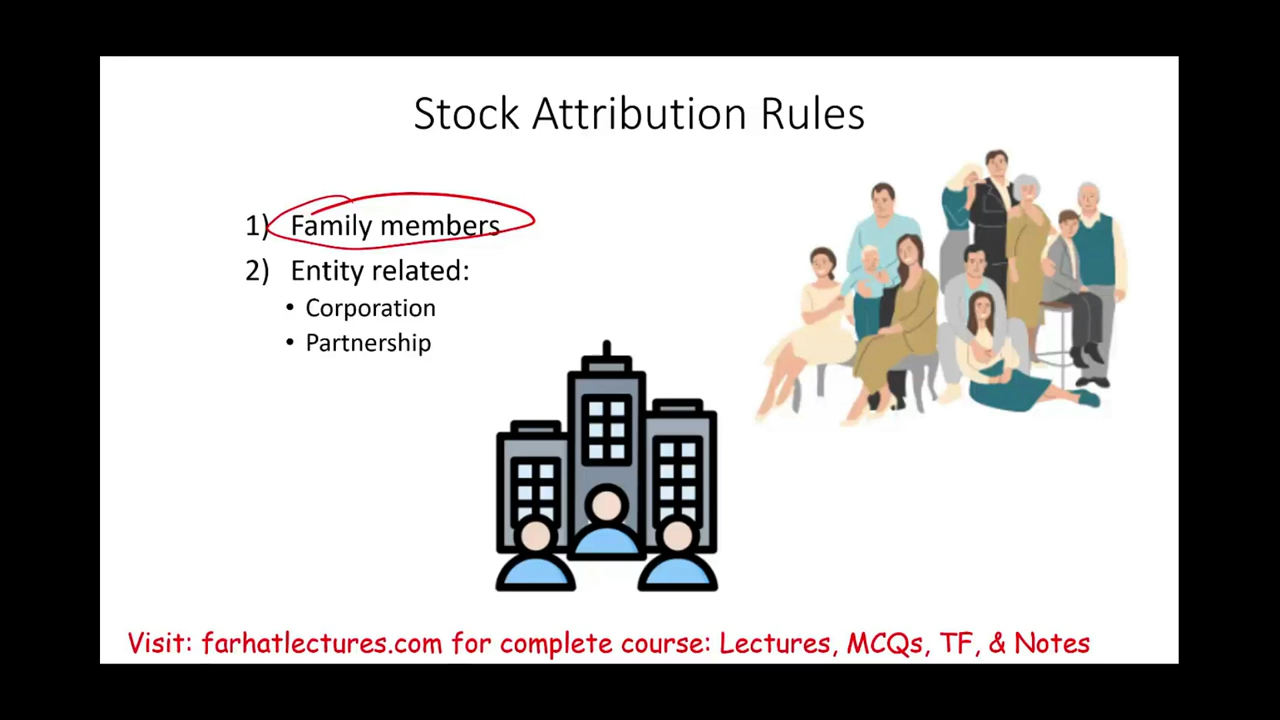 Stock Attribution Rules
1) Family members
2) Entity related:
• Corporation
• Partnership
Visit: farhatlectures.com for complete course: Lectures, MCQs, TF, & Notes